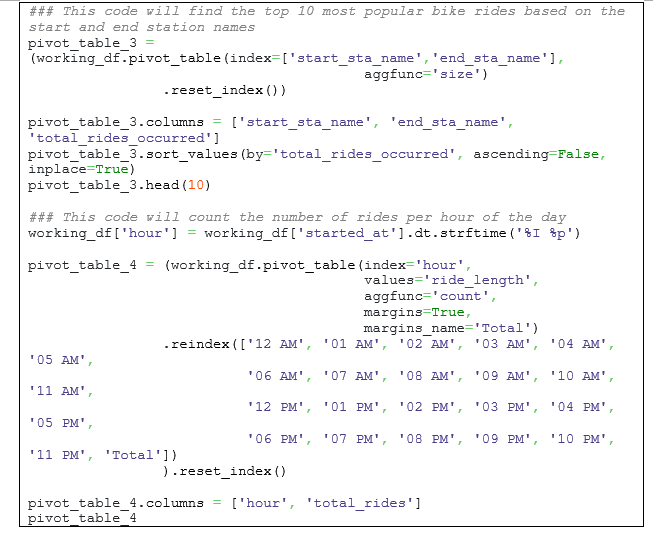 ### This code will find the top 10 most popular bike rides based on the
start and end station names
pivot_table_3 =
(working_df.pivot_table(index=['start_sta_name','end_sta_name'],
aggfunc='size')
.reset_index())
pivot_table_3.columns = ['start_sta_name', 'end_sta_name',
'total_rides_occurred']
pivot_table_3.sort_values(by='total_rides_occurred', ascending=False,
inplace=True)
pivot_table_3.head(10)
### This code will count the number of rides per hour of the day
working_df['hour'] = working_df['started_at'].dt.strftime('%I %p')
pivot_table_4 = (working_df.pivot_table(index='hour',
values='ride_length',
aggfunc='count',
margins=True,
margins_name='Total')
.reindex(['12 AM', '01 AM', '02 AM', '03 AM', '04 AM',
'05 AM',
'06 AM', '07 AM', '08 AM', '09 AM', '10 AM',
'11 AM',
'12 PM', '01 PM', '02 PM', '03 PM', '04 PM',
'05 PM',
'06 PM', '07 PM', '08 PM', '09 PM', '10 PM',
'11 PM', 'Total'])
).reset_index()
pivot_table_4.columns = ['hour', 'total_rides']
pivot_table_4